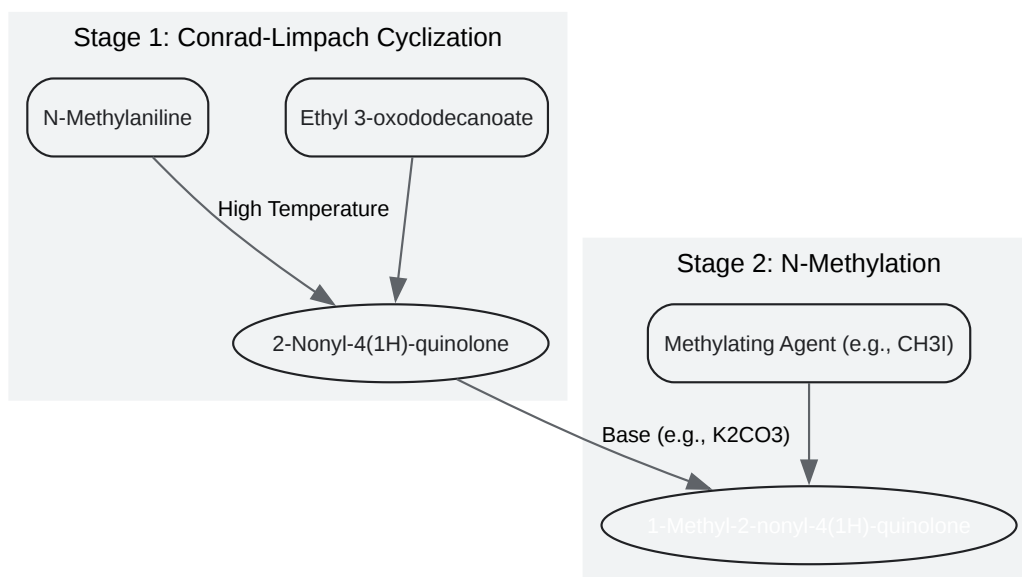 Stage 1: Conrad-Limpach Cyclization
N-Methylaniline
Ethyl 3-oxododecanoate
High Temperature
2-Nonyl-4(1H)-quinolone
Stage 2: N-Methylation
Methylating Agent (e.g., CH3I)
Base (e.g., K2CO3)
1-Methyl-2-nonyl-4(1H)-quinolone